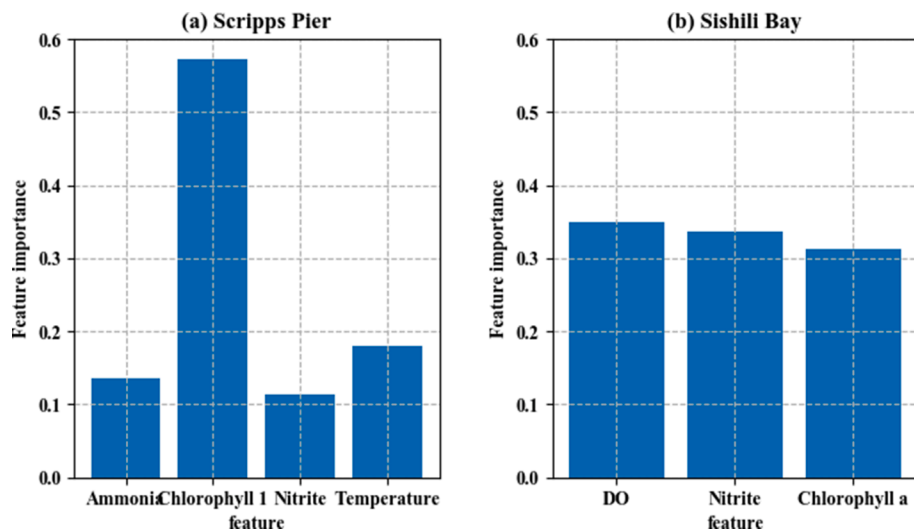 (a) Scripps Pier
Feature importance
0.6
0.5
0.4
0.3
0.2
0.1
0.0
Ammonia Chlorophyll 1 Nitrite Temperature
feature
(b) Sishili Bay
Feature importance
0.6
0.5
0.4
0.3
0.2
0.1
0.0
DO Nitrite Chlorophyll a
feature